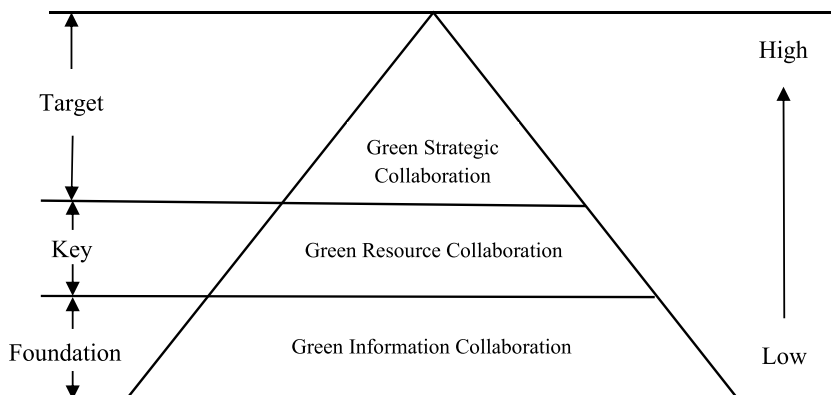 High
Target
Green Strategic
Collaboration
Key
Green Resource Collaboration
Foundation
Green Information Collaboration
Low